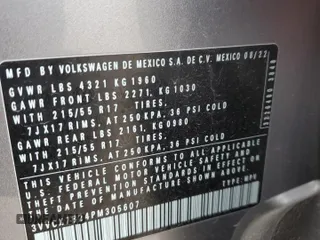 MFD BY VOLKSWAGEN DE MEXICO S.A. DE C.V. MEXICO 08/22
GVWR LBS 4321 KG 1960
GAWR FRONT LBS 2271, KG 1030
WITH 215/55 R17 TIRES,
7JX17 RIMS, AT 250 KPA, 36 PSI COLD
GAWR REAR LBS 2161, KG 0980
WITH 215/55 R17 TIRES,
7JX17 RIMS, AT 250 KPA, 36 PSI COLD
THIS VEHICLE CONFORMS TO ALL APPLICABLE
U.S. FEDERAL MOTOR VEHICLE SAFETY AND
THEFT PREVENTION STANDARDS IN EFFECT ON THE
DATE OF MANUFACTURE SHOWN ABOVE.
PM305607
TYPE: MPV